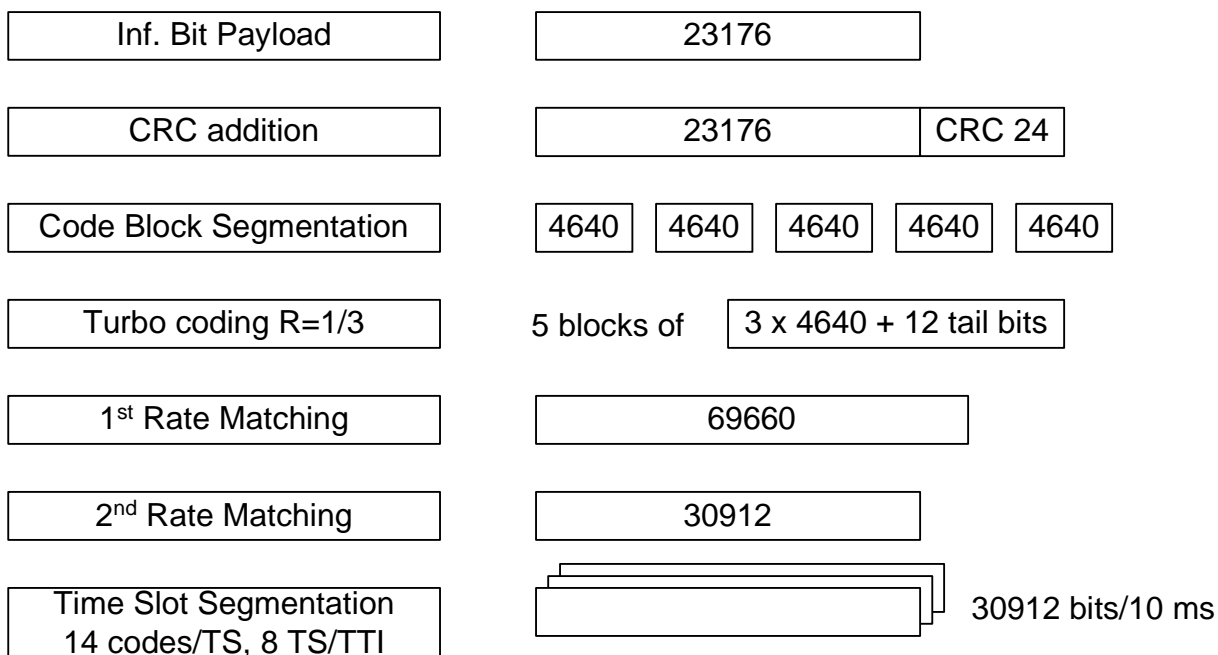 Inf. Bit Payload 23176
CRC addition 23176 CRC 24
Code Block Segmentation 4640 4640 4640 4640 4640
Turbo coding R=1/3 5 blocks of 3 x 4640 + 12 tail bits
1st Rate Matching 69660
2nd Rate Matching 30912
Time Slot Segmentation
14 codes/TS, 8 TS/TTI
30912 bits/10 ms